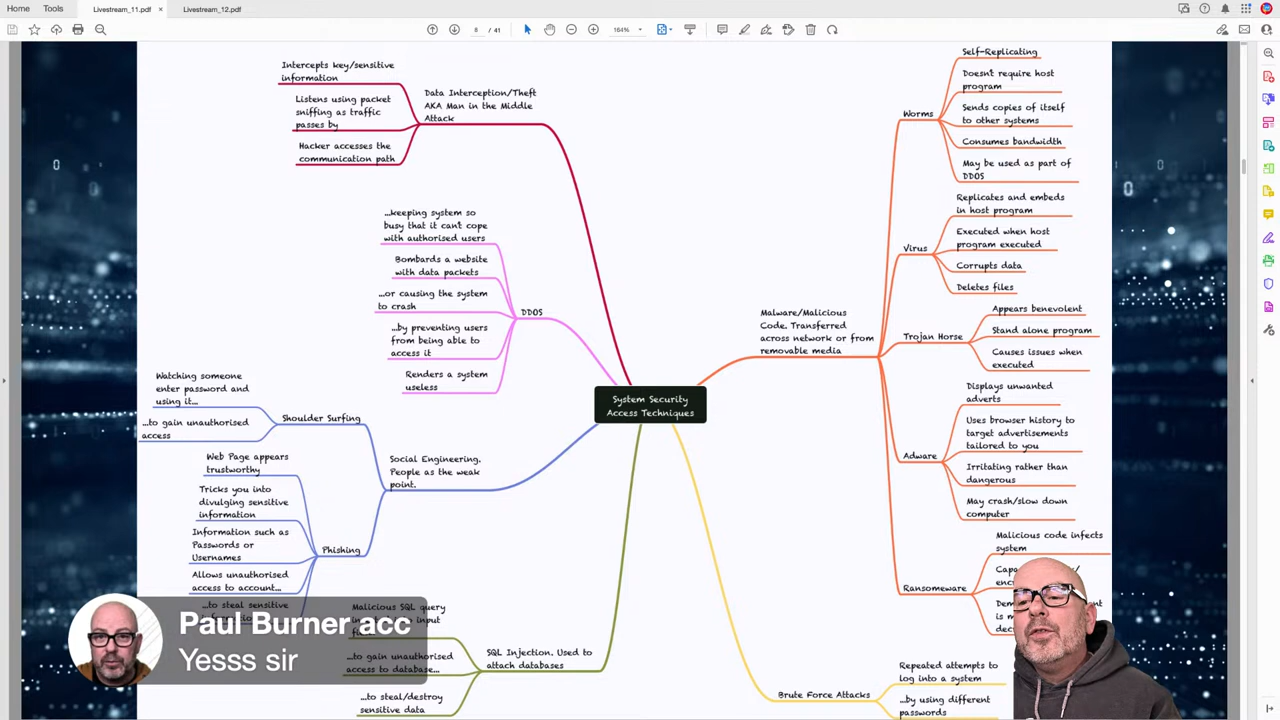 Home
Tools
Livestream_11.pdf
×
Livestream_12.pdf
8 / 41
164%
Intercepts key/sensitive
information
Listens using packet
sniffing as traffic
passes by
Hacker accesses the
communication path
Data Interception/Theft
AKA Man in the Middle
Attack
...keeping system so
busy that it can't cope
with authorised users
Bombards a website
with data packets
...or causing the system
to crash
...by preventing users
from being able to
access it
Renders a system
useless
DDOS
Watching someone
enter password and
using it...
...to gain unauthorised
access
Shoulder Surfing
Web Page appears
trustworthy
Tricks you into
divulging sensitive
information
Information such as
Passwords or
Usernames
Allows unauthorised
access to account...
...to steal sensitive
Phishing
Social Engineering.
People as the weak
point.
System Security
Access Techniques
Malicious SQL query
input
...to gain unauthorised
access to database...
...to steal/destroy
sensitive data
SQL Injection. Used to
attach databases
Malware/Malicious
Code. Transferred
across network or from
removable media
Worms
Self-Replicating
Doesn't require host
program
Sends copies of itself
to other systems
Consumes bandwidth
May be used as part of
DDOS
Virus
Replicates and embeds
in host program
Executed when host
program executed
Corrupts data
Deletes files
Trojan Horse
Appears benevolent
Stand alone program
Causes issues when
executed
Adware
Displays unwanted
adverts
Uses browser history to
target advertisements
tailored to you
Irritating rather than
dangerous
May crash/slow down
computer
Ransomeware
Malicious code infects
system
Brute Force Attacks
Repeated attempts to
log into a system
...by using different
passwords
Paul Burner acc
Yesss sir